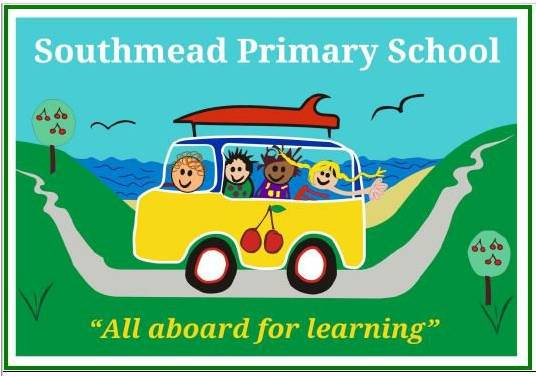 Southmead Primary School
“All aboard for learning”